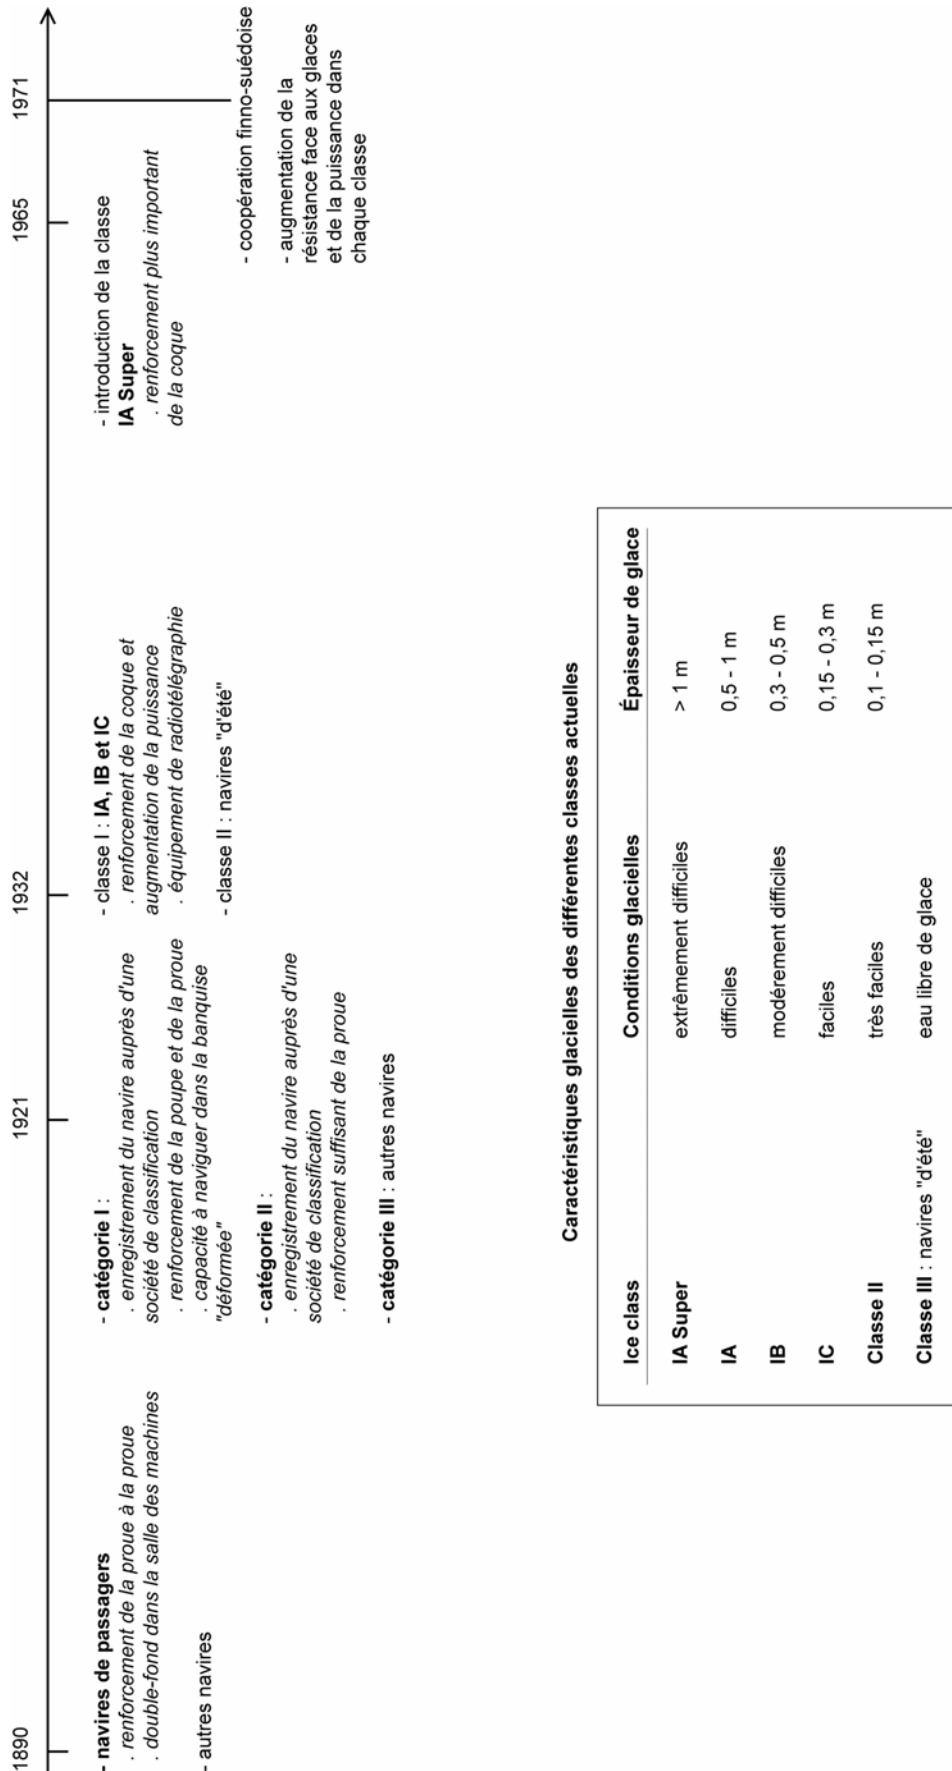 1890
1921
1932
1965
1971
- navires de passagers
. renforcement de la proue à la proue
. double-fond dans la salle des machines
- autres navires
- catégorie I :
. enregistrement du navire auprès d'une
société de classification
. renforcement de la poupe et de la proue
. capacité à naviguer dans la banquise
"déformée"
- catégorie II :
. enregistrement du navire auprès d'une
société de classification
. renforcement suffisant de la proue
- catégorie III : autres navires
- classe I : IA, IB et IC
. renforcement de la coque et
augmentation de la puissance
. équipement de radiotélégraphie
- classe II : navires "d'été"
- introduction de la classe
IA Super
. renforcement plus important
de la coque
- coopération finno-suédoise
- augmentation de la
résistance face aux glaces
et de la puissance dans
chaque classe
Caractéristiques glacielles des différentes classes actuelles
Ice class Conditions glacielles Épaisseur de glace
IA Super extrêmement difficiles > 1 m
IA difficiles 0,5 - 1 m
IB modérement difficiles 0,3 - 0,5 m
IC faciles 0,15 - 0,3 m
Classe II très faciles 0,1 - 0,15 m
Classe III : navires "d'été" eau libre de glace